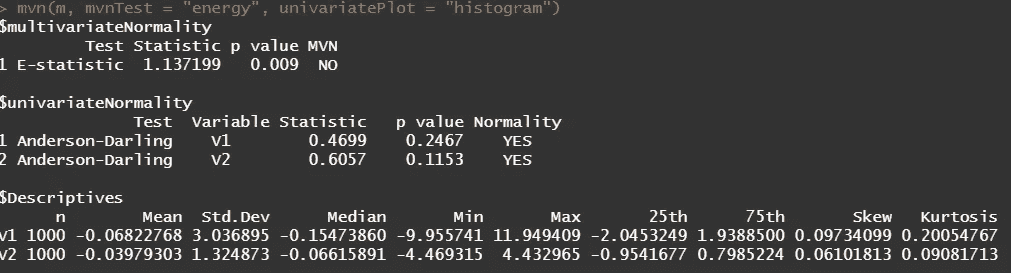 > mvn(m, mvnTest = "energy", univariatePlot = "histogram")
$multivariateNormality
Test Statistic p value MVN
1 E-statistic 1.137199 0.009 NO
$univariateNormality
Test Variable Statistic p value Normality
1 Anderson-Darling V1 0.4699 0.2467 YES
2 Anderson-Darling V2 0.6057 0.1153 YES
$Descriptives
n Mean Std.Dev Median Min Max 25th 75th Skew Kurtosis
V1 1000 -0.06822768 3.036895 -0.15473860 -9.955741 11.949409 -2.0453249 1.9388500 0.09734099 0.20054767
V2 1000 -0.03979303 1.324873 -0.06615891 -4.469315 4.432965 -0.9541677 0.7985224 0.06101813 0.09081713